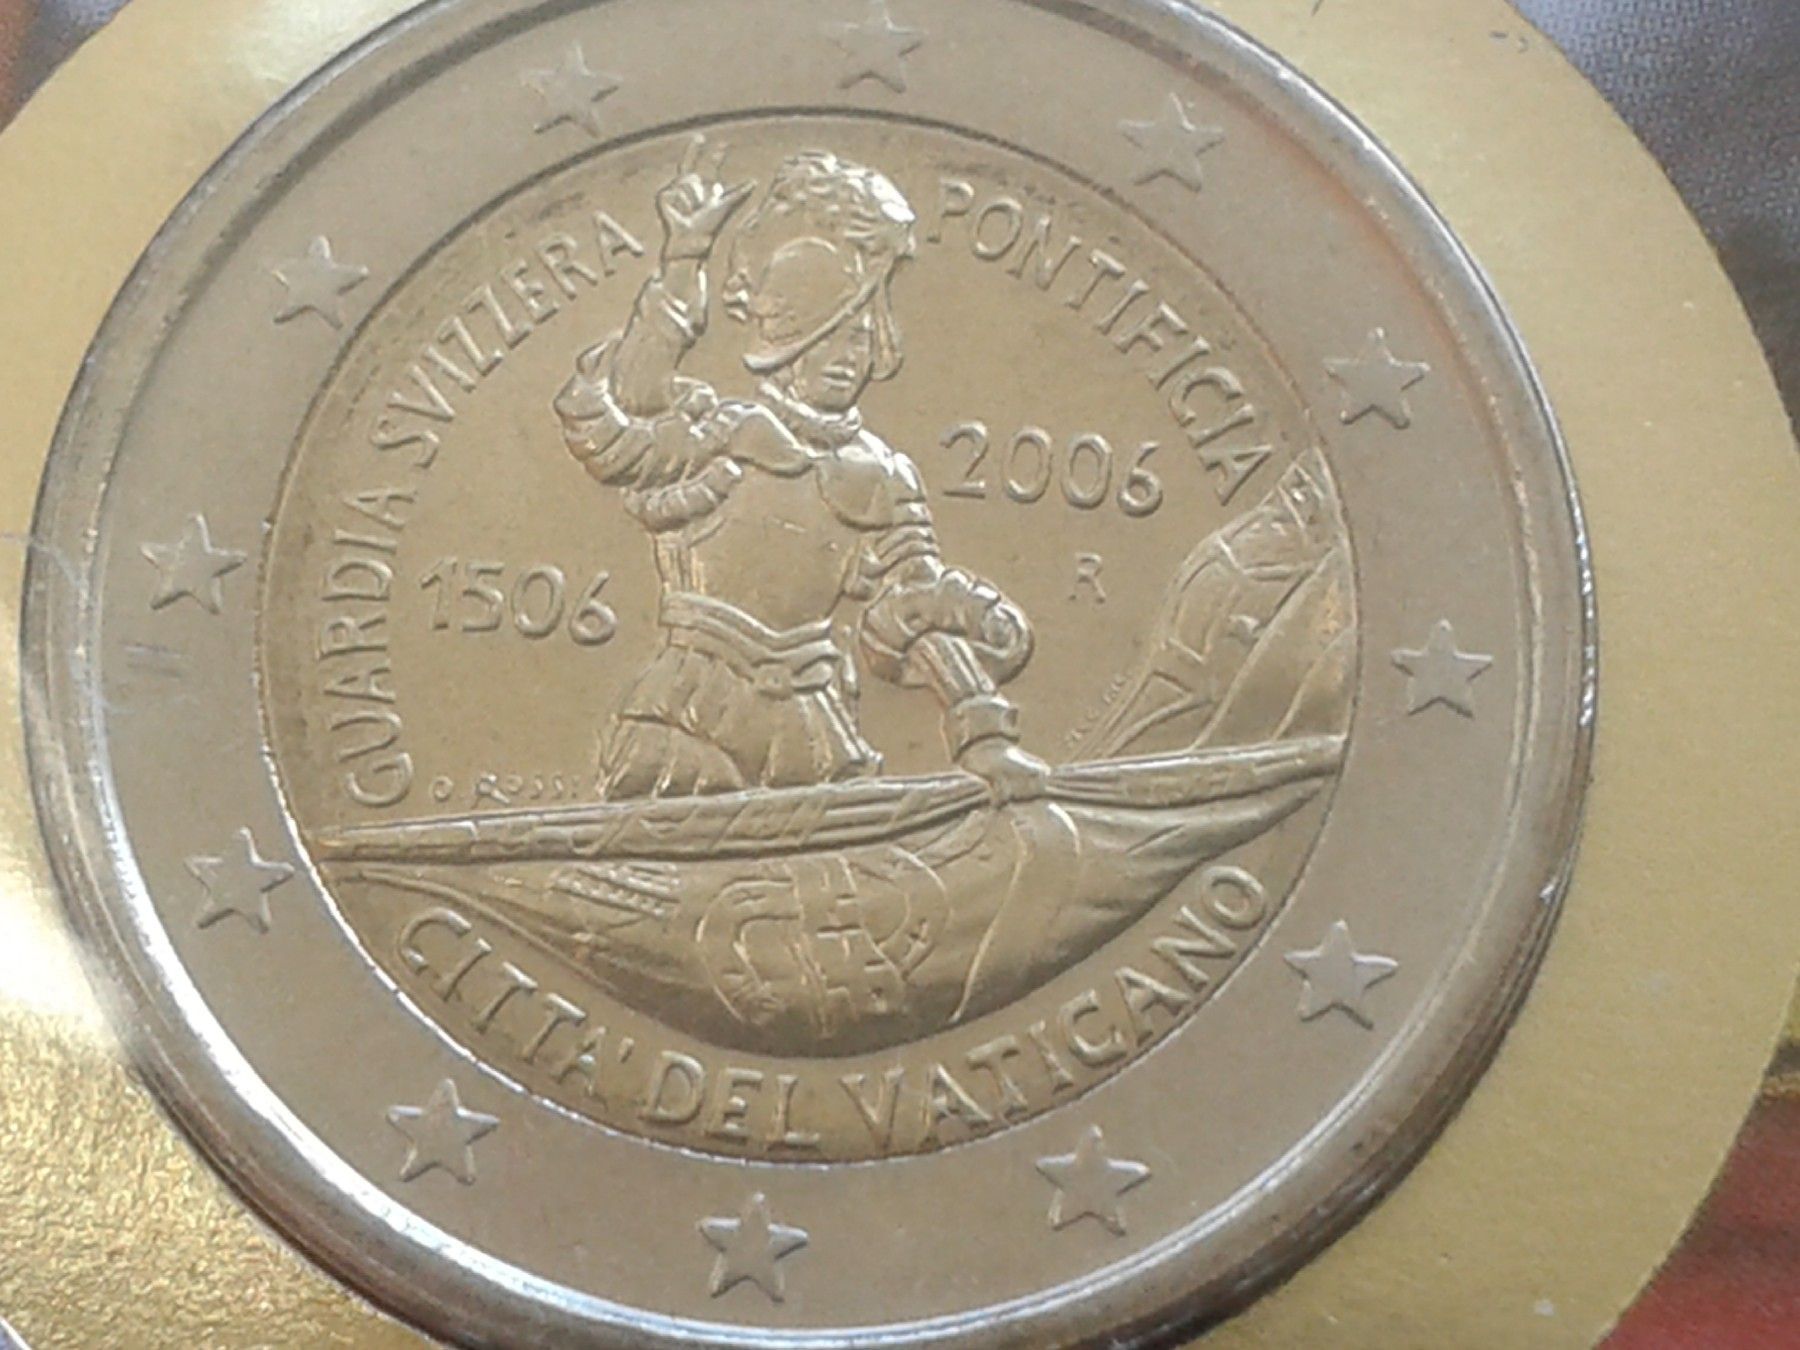 GUARDIA SVIZZERA PONTIFICIA
1506
2006
R
O. ROSSI
CITTA' DEL VATICANO